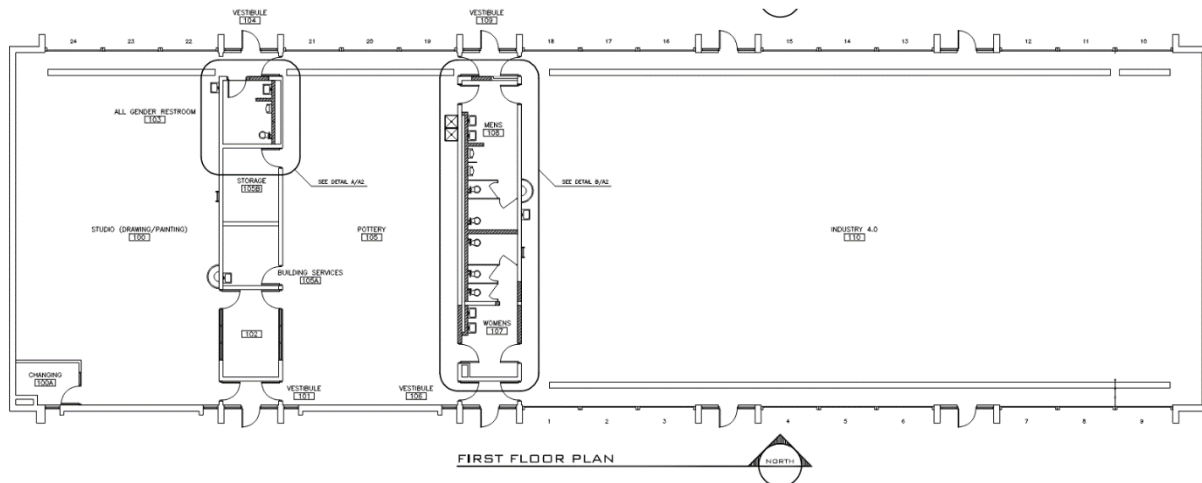 VESTIBULE
104
VESTIBULE
109
24 23 22 21 20 19 18 17 16 15 14 13 12 11 10
ALL GENDER RESTROOM
103
MENS
108
STORAGE
105B
SEE DETAIL A/A2
SEE DETAIL B/A2
STUDIO (DRAWING/PAINTING)
100
POTTERY
105
INDUSTRY 4.0
110
BUILDING SERVICES
105A
102
WOMENS
107
CHANGING
100A
VESTIBULE
101
VESTIBULE
106
1 2 3 4 5 6 7 8 9
FIRST FLOOR PLAN
NORTH